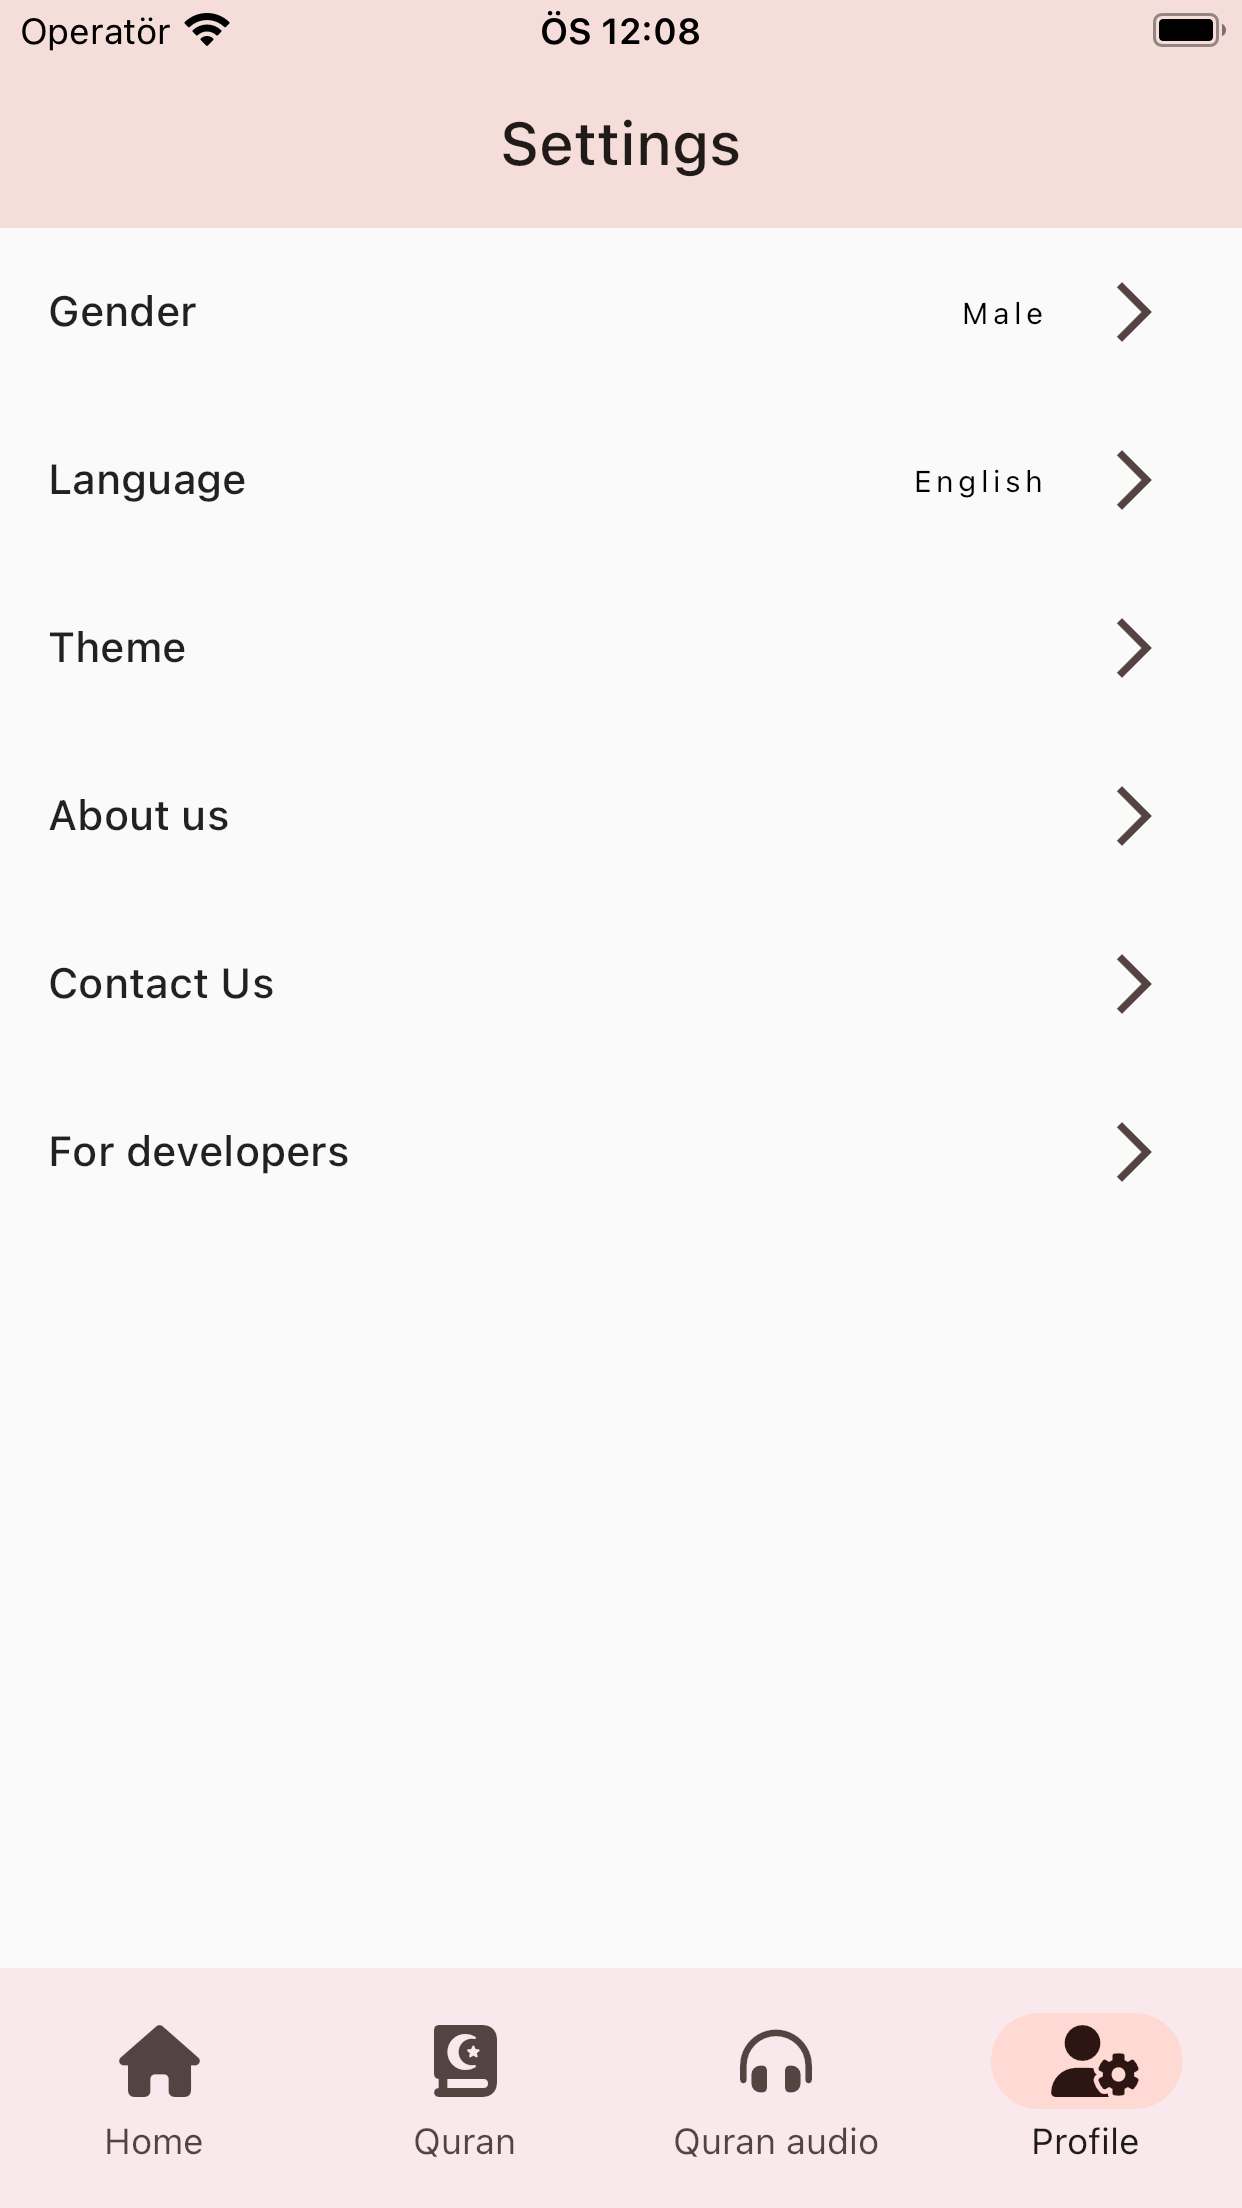 Operatör ÖS 12:08
Settings
Gender Male
Language English
Theme
About us
Contact Us
For developers
Home Quran Quran audio Profile